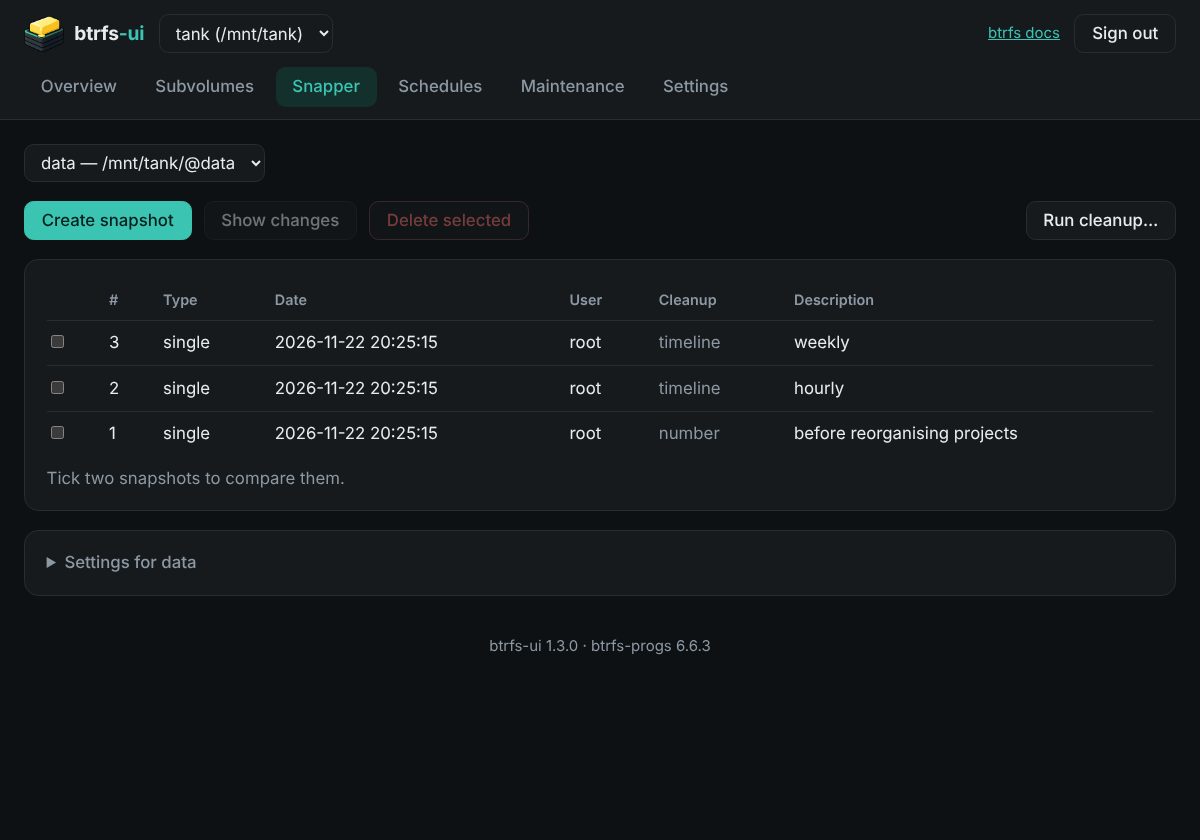 btrfs-ui tank (/mnt/tank) btrfs docs Sign out
Overview Subvolumes Snapper Schedules Maintenance Settings
data — /mnt/tank/@data
Create snapshot Show changes Delete selected Run cleanup...
# Type Date User Cleanup Description
3 single 2026-11-22 20:25:15 root timeline weekly
2 single 2026-11-22 20:25:15 root timeline hourly
1 single 2026-11-22 20:25:15 root number before reorganising projects
Tick two snapshots to compare them.
Settings for data
btrfs-ui 1.3.0 · btrfs-progs 6.6.3